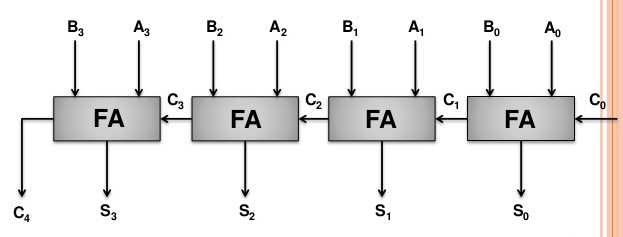 B3 A3 B2 A2 B1 A1 B0 A0
C3 C2 C1 C0
FA FA FA FA
C4 S3 S2 S1 S0